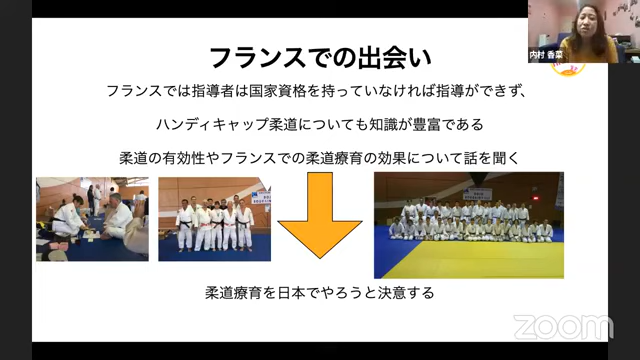 フランスでの出会い
内村 香菜
フランスでは指導者は国家資格を持っていなければ指導ができず、
ハンディキャップ柔道についても知識が豊富である
柔道の有効性やフランスでの柔道療育の効果について話を聞く
柔道療育を日本でやろうと決意する
zoom